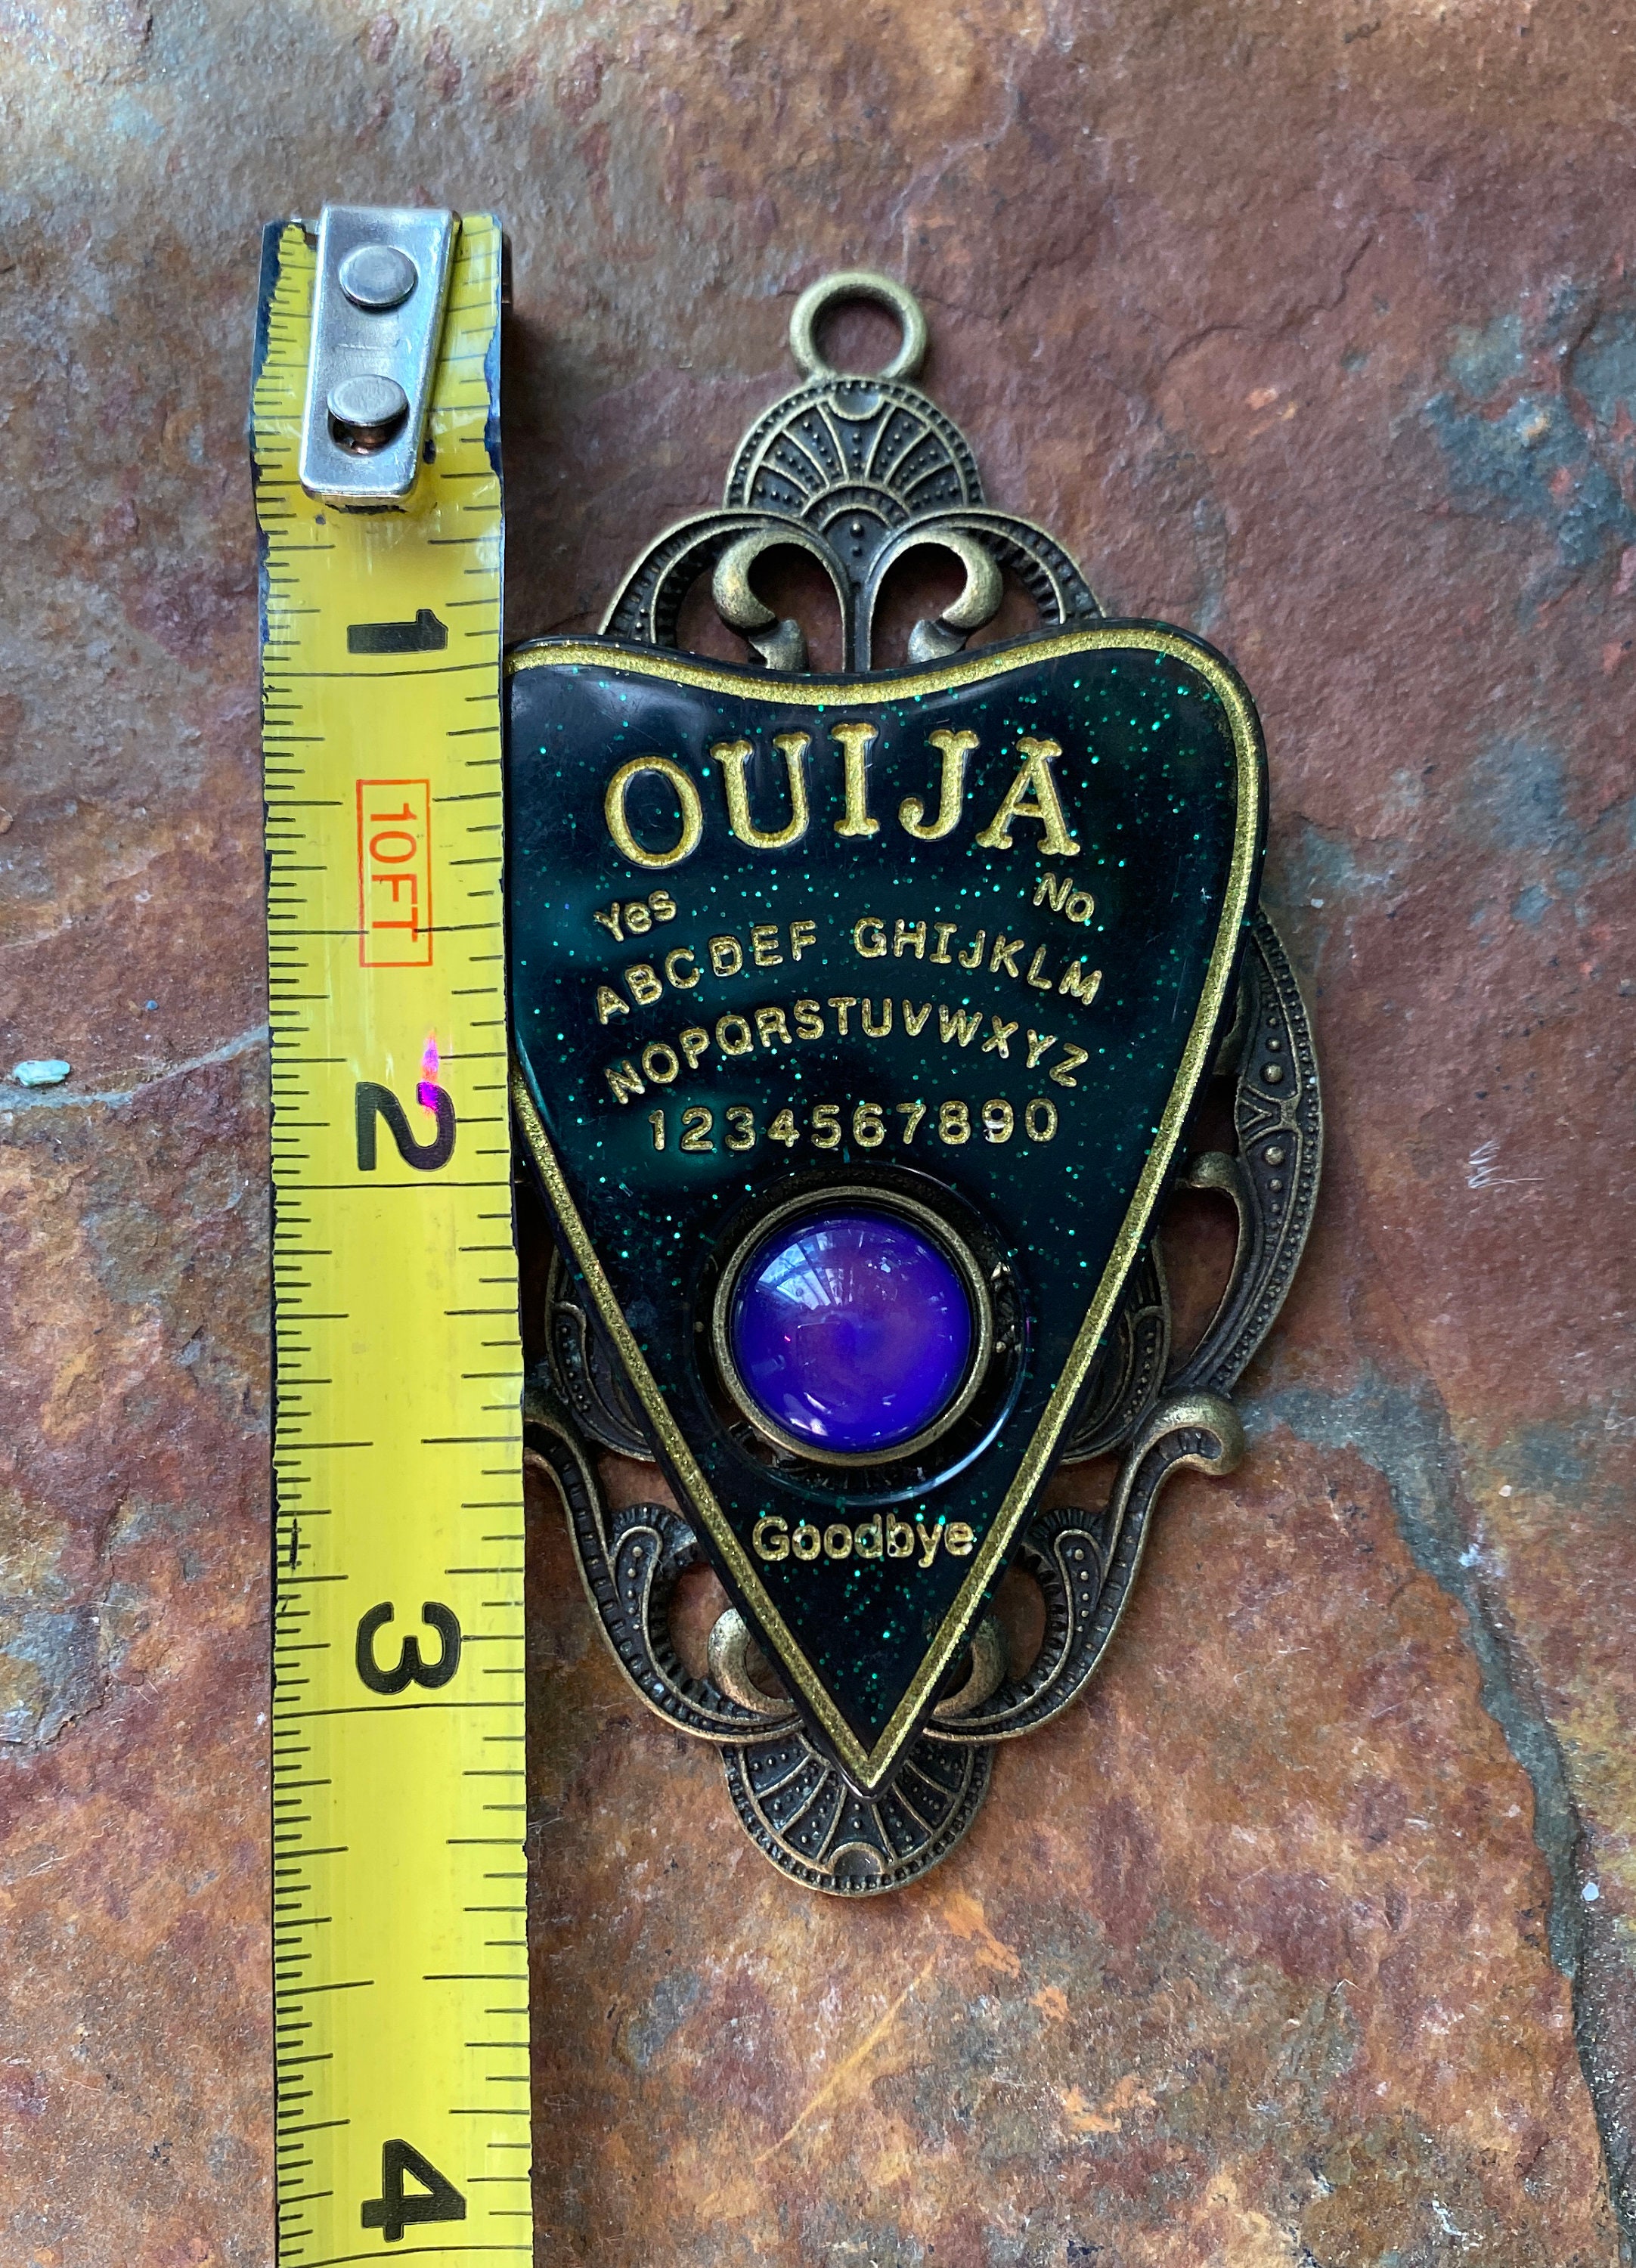 1
10FT
2
3
4
OUIJA
Yes No
ABCDEF GHIJKLM
NOPQRSTUVWXYZ
1234567890
Goodbye